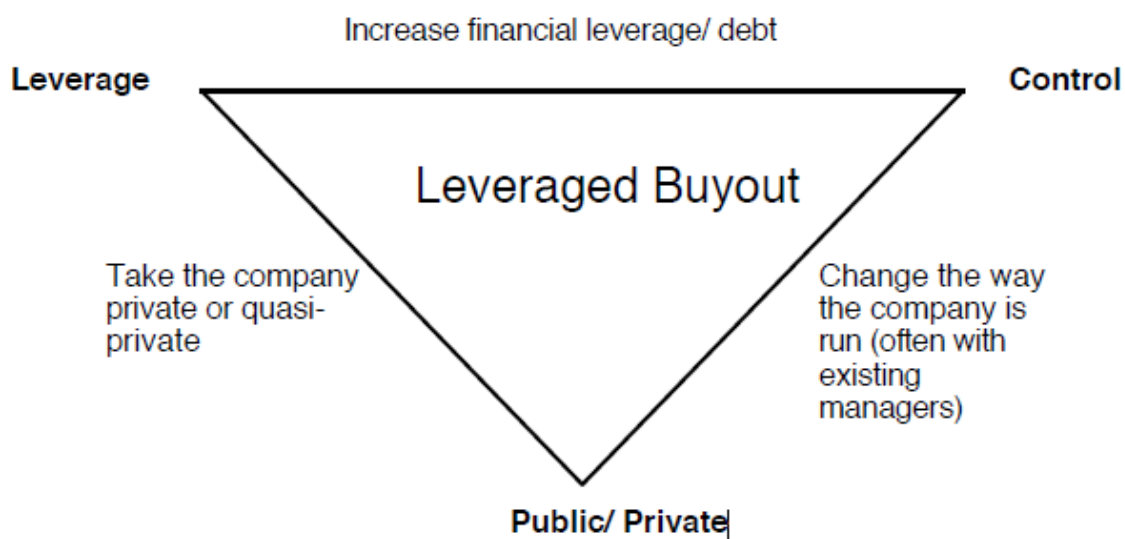 Increase financial leverage/ debt
Leverage
Control
Leveraged Buyout
Take the company
private or quasi-
private
Change the way
the company is
run (often with
existing
managers)
Public/ Private